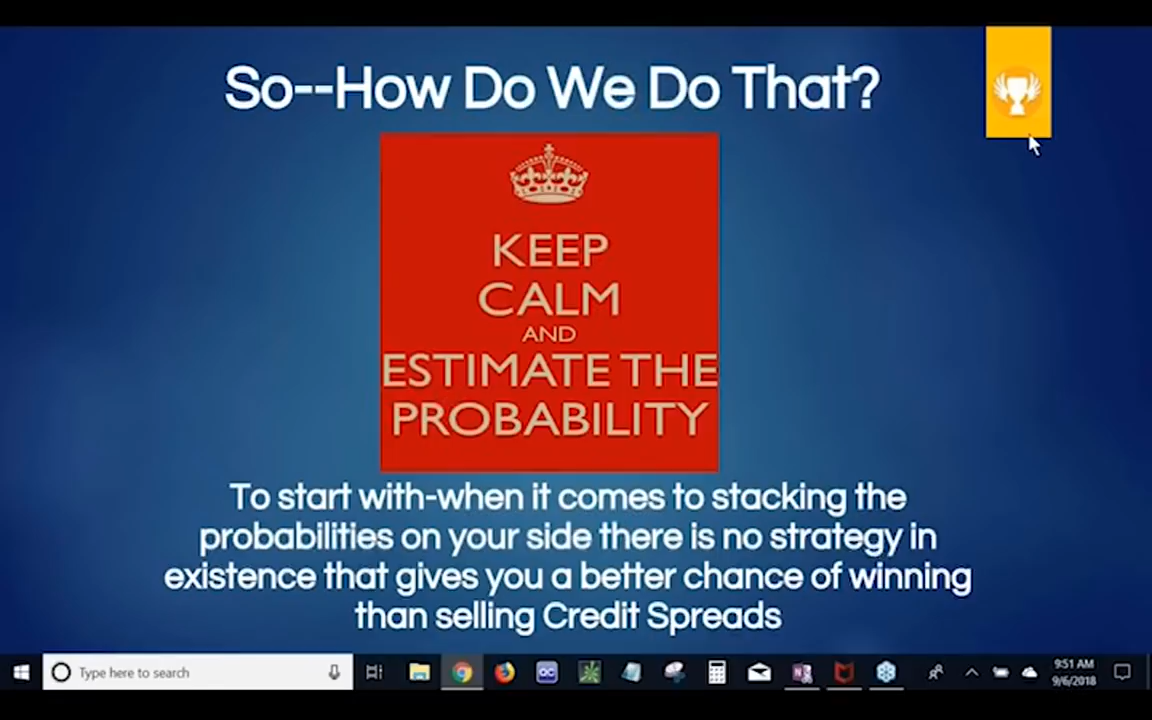 So--How Do We Do That?
KEEP
CALM
AND
ESTIMATE THE
PROBABILITY
To start with-when it comes to stacking the
probabilities on your side there is no strategy in
existence that gives you a better chance of winning
than selling Credit Spreads
Type here to search
9:51 AM
9/6/2018